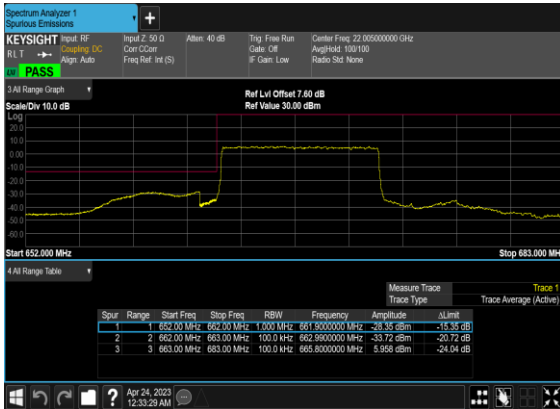 Spectrum Analyzer 1
Spurious Emissions
+
KEYSIGHT Input: RF Input Z: 50 Ω Atten: 40 dB Trig: Free Run Center Freq: 22.005000000 GHz
RLT Coupling: DC Corr CCorr Gate: Off Avg|Hold: 100/100
Align: Auto Freq Ref: Int (S) IF Gain: Low Radio Std: None
PASS
3 All Range Graph Ref Lvl Offset 7.60 dB
Scale/Div 10.0 dB Ref Value 30.00 dBm
Log
20.0
10.0
0.00
-10.0
-20.0
-30.0
-40.0
-50.0
-60.0
Start 652.000 MHz Stop 683.000 MH
4 All Range Table
Measure Trace Trace 1
Trace Type Trace Average (Active)
Spur Range Start Freq Stop Freq RBW Frequency Amplitude ΔLimit
1 1 652.00 MHz 662.00 MHz 1.000 MHz 661.9000000 MHz -28.35 dBm -15.35 dB
2 2 662.00 MHz 663.00 MHz 100.0 kHz 662.9900000 MHz -33.72 dBm -20.72 dB
3 3 663.00 MHz 683.00 MHz 100.0 kHz 665.8000000 MHz 5.958 dBm -24.04 dB
? Apr 24, 2023
12:33:29 AM